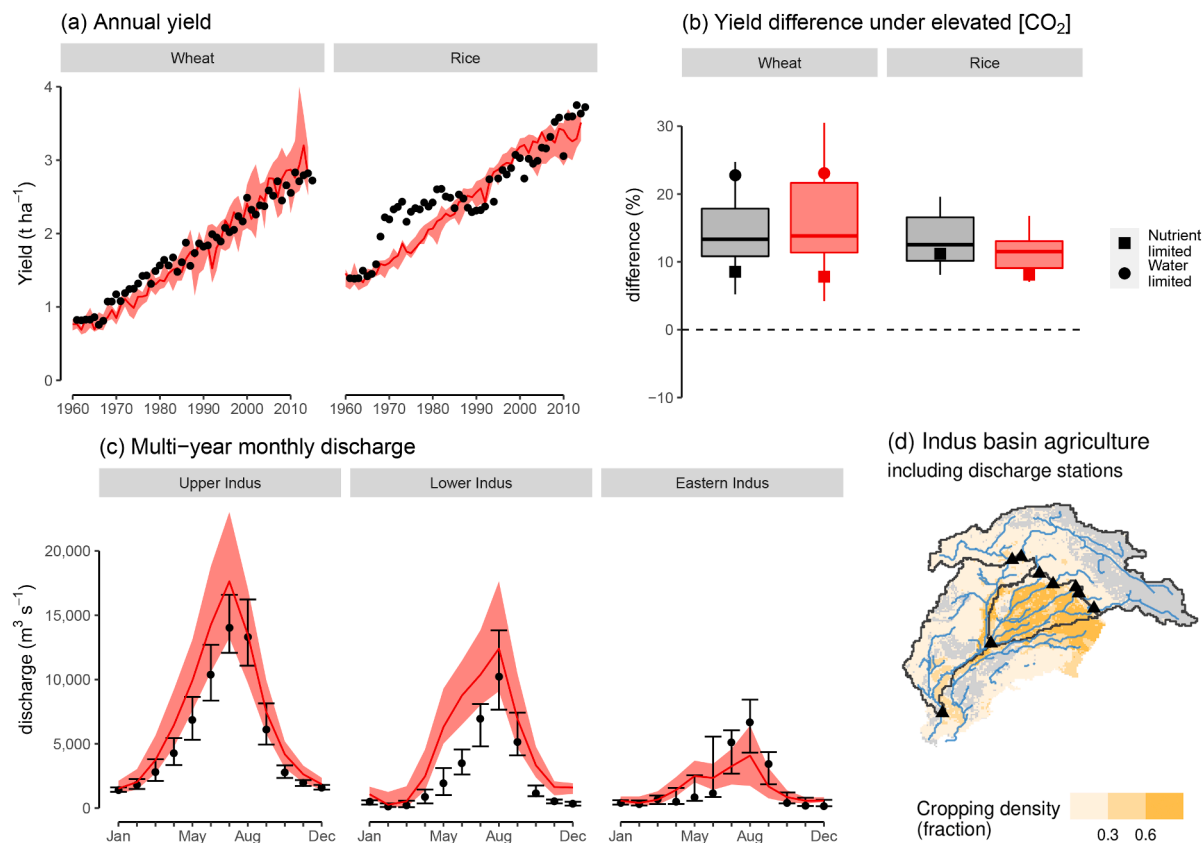 (a) Annual yield
Wheat
Rice
Yield (t ha⁻¹)
4
3
2
1
0
1960 1970 1980 1990 2000 2010
1960 1970 1980 1990 2000 2010
(b) Yield difference under elevated [CO₂]
Wheat
Rice
difference (%)
30
20
10
0
−10
Nutrient
limited
Water
limited
(c) Multi−year monthly discharge
Upper Indus
Lower Indus
Eastern Indus
discharge (m³ s⁻¹)
20,000
15,000
10,000
5,000
0
Jan May Aug Dec
Jan May Aug Dec
Jan May Aug Dec
(d) Indus basin agriculture
including discharge stations
Cropping density
(fraction)
0.3 0.6